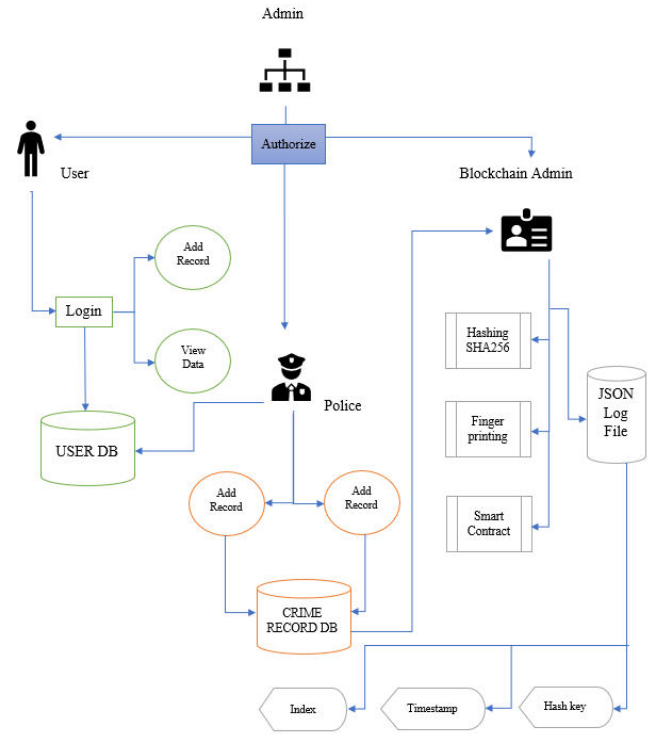 Admin
Authorize
User
Blockchain Admin
Add
Record
Login
Hashing
SHA256
View
Data
JSON
Log
File
Police
Finger
printing
USER DB
Add
Record
Add
Record
Smart
Contract
CRIME
RECORD DB
Index
Timestamp
Hash key